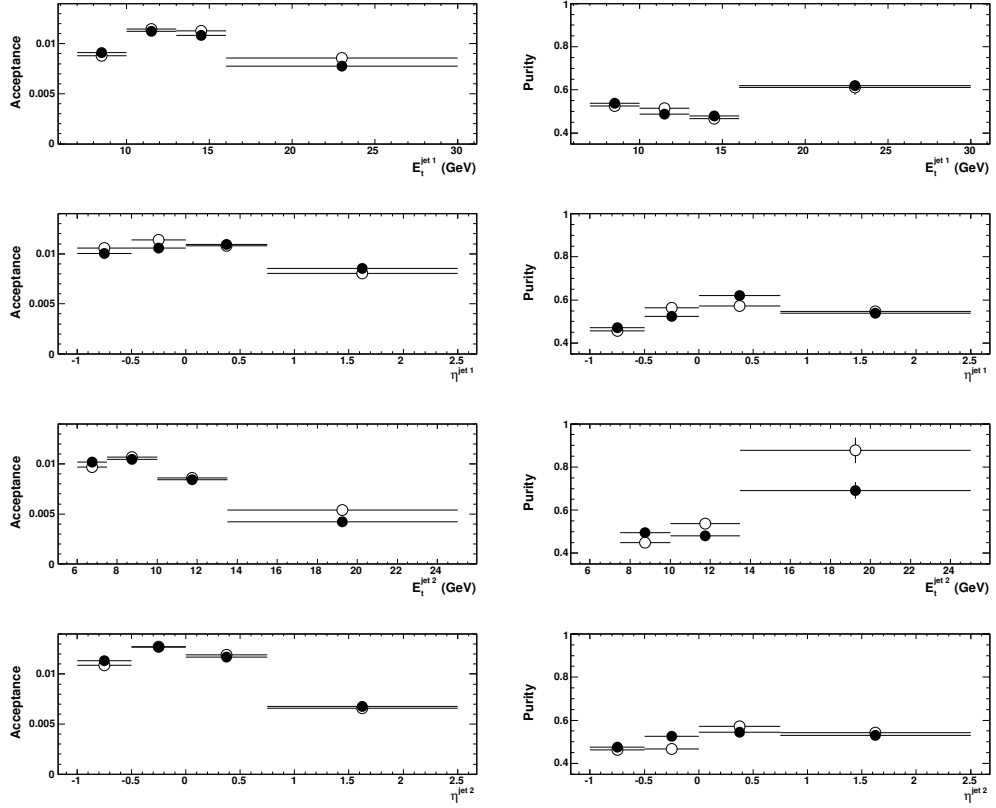 Acceptance
0.01
0.005
0
10 15 20 25 30
E_t^jet 1 (GeV)
Purity
1
0.8
0.6
0.4
10 15 20 25 30
E_t^jet 1 (GeV)
Acceptance
0.01
0.005
0
-1 -0.5 0 0.5 1 1.5 2 2.5
η^jet 1
Purity
1
0.8
0.6
0.4
-1 -0.5 0 0.5 1 1.5 2 2.5
η^jet 1
Acceptance
0.01
0.005
0
6 8 10 12 14 16 18 20 22 24
E_t^jet 2 (GeV)
Purity
1
0.8
0.6
0.4
6 8 10 12 14 16 18 20 22 24
E_t^jet 2 (GeV)
Acceptance
0.01
0.005
0
-1 -0.5 0 0.5 1 1.5 2 2.5
η^jet 2
Purity
1
0.8
0.6
0.4
-1 -0.5 0 0.5 1 1.5 2 2.5
η^jet 2